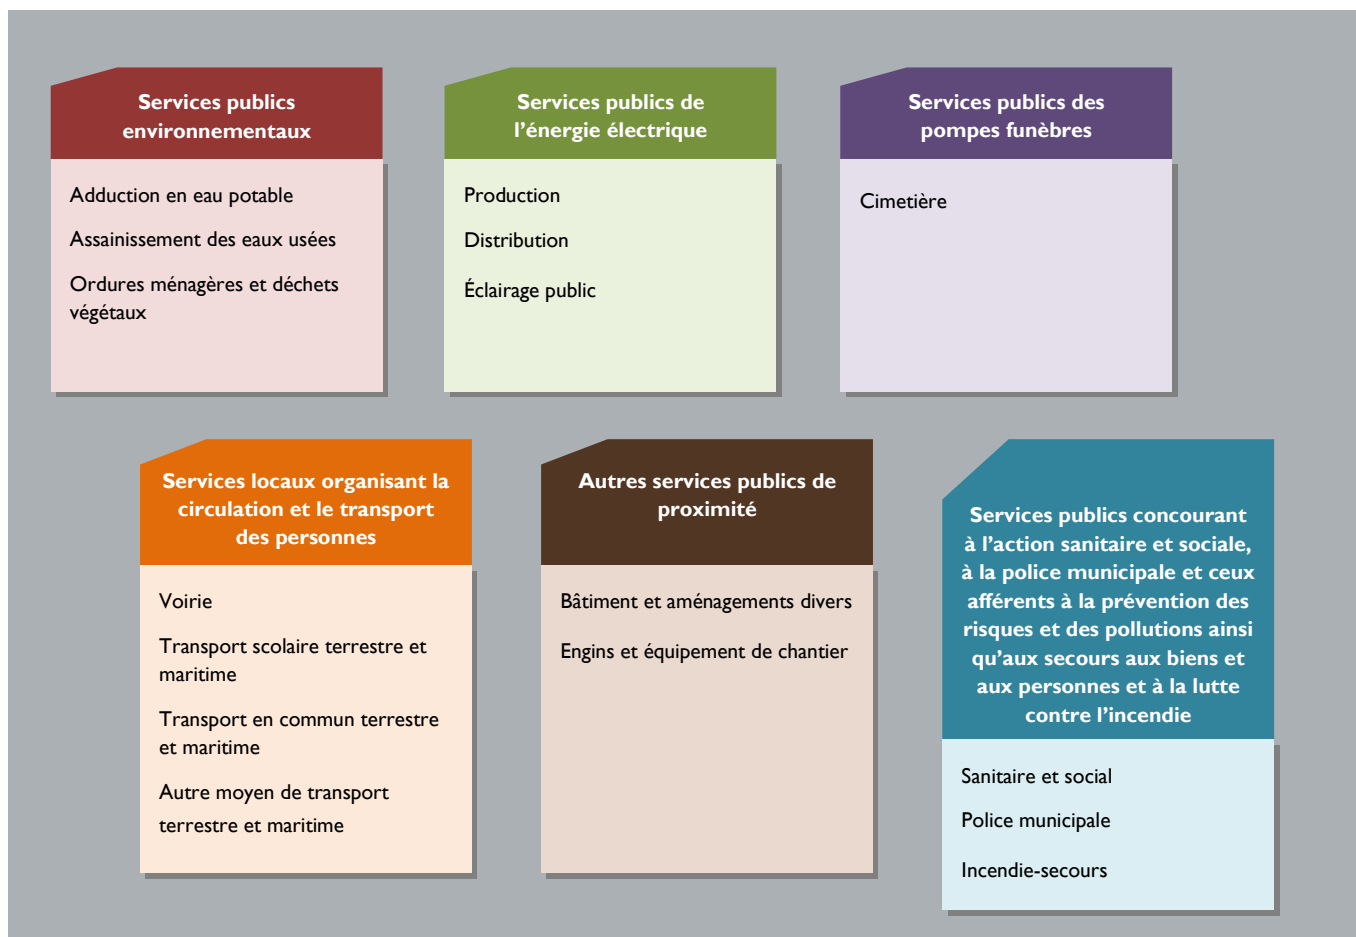 Services publics
environnementaux
Adduction en eau potable
Assainissement des eaux usées
Ordures ménagères et déchets
végétaux
Services publics de
l’énergie électrique
Production
Distribution
Éclairage public
Services publics des
pompes funèbres
Cimetière
Services locaux organisant la
circulation et le transport
des personnes
Voirie
Transport scolaire terrestre et
maritime
Transport en commun terrestre
et maritime
Autre moyen de transport
terrestre et maritime
Autres services publics de
proximité
Bâtiment et aménagements divers
Engins et équipement de chantier
Services publics concourant
à l’action sanitaire et sociale,
à la police municipale et ceux
afférents à la prévention des
risques et des pollutions ainsi
qu’aux secours aux biens et
aux personnes et à la lutte
contre l’incendie
Sanitaire et social
Police municipale
Incendie-secours